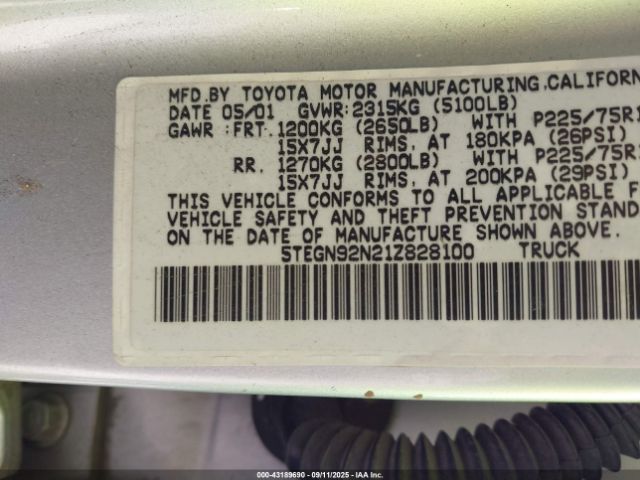 MFD.BY TOYOTA MOTOR MANUFACTURING,CALIFORN
DATE 05/01 GVWR:2315KG (5100LB)
GAWR :FRT.1200KG (2650LB) WITH P225/75R1
15X7JJ RIMS, AT 180KPA (26PSI)
RR. 1270KG (2800LB) WITH P225/75R1
15X7JJ RIMS, AT 200KPA (29PSI)
THIS VEHICLE CONFORMS TO ALL APPLICABLE F
VEHICLE SAFETY AND THEFT PREVENTION STAND
ON THE DATE OF MANUFACTURE SHOWN ABOVE.
5TEGN92N21Z828100 TRUCK
000-43189690 - 09/11/2025 - IAAI.com